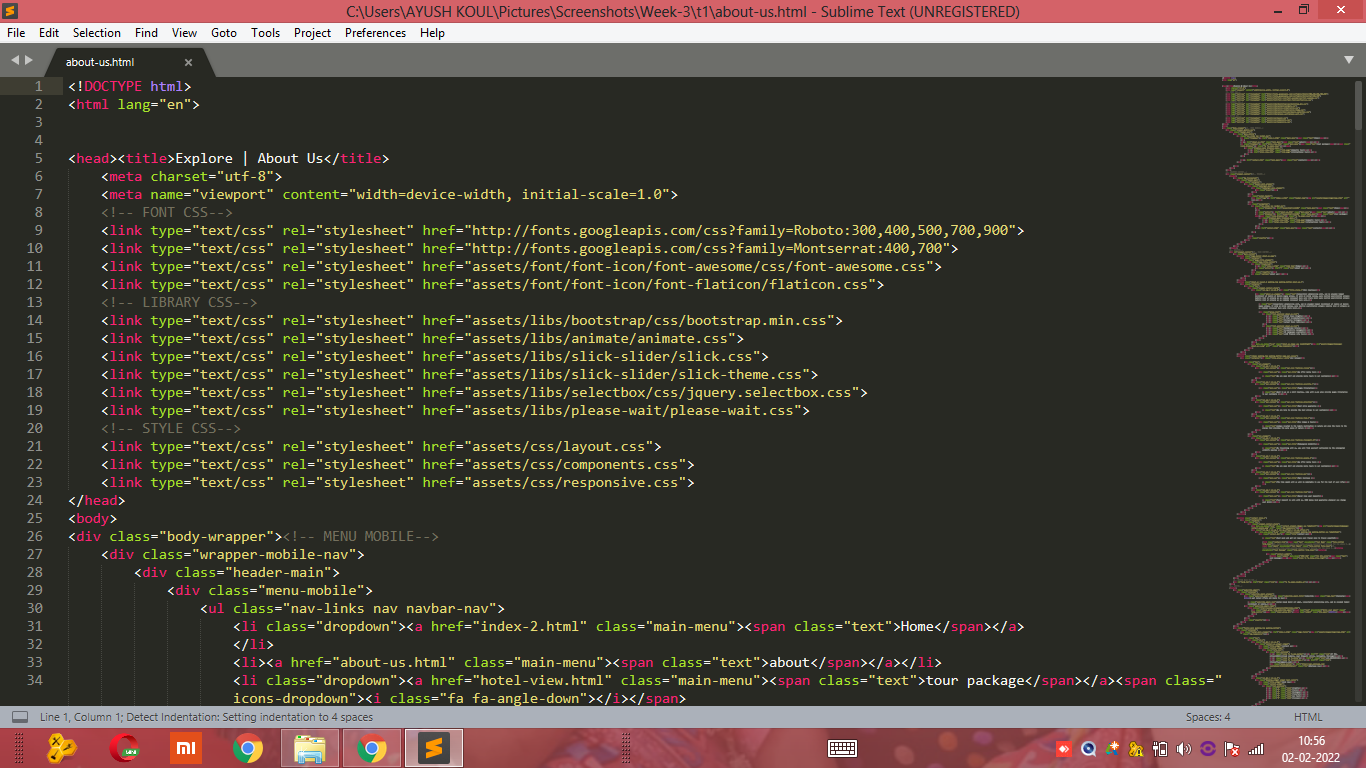 C:\Users\AYUSH KOUL\Pictures\Screenshots\Week-3\t1\about-us.html - Sublime Text (UNREGISTERED)
File Edit Selection Find View Goto Tools Project Preferences Help
about-us.html
1 <!DOCTYPE html>
2 <html lang="en">
3
4
5 <head><title>Explore | About Us</title>
6 <meta charset="utf-8">
7 <meta name="viewport" content="width=device-width, initial-scale=1.0">
8 <!-- FONT CSS-->
9 <link type="text/css" rel="stylesheet" href="http://fonts.googleapis.com/css?family=Roboto:300,400,500,700,900">
10 <link type="text/css" rel="stylesheet" href="http://fonts.googleapis.com/css?family=Montserrat:400,700">
11 <link type="text/css" rel="stylesheet" href="assets/font/font-icon/font-awesome/css/font-awesome.css">
12 <link type="text/css" rel="stylesheet" href="assets/font/font-icon/font-flaticon/flaticon.css">
13 <!-- LIBRARY CSS-->
14 <link type="text/css" rel="stylesheet" href="assets/libs/bootstrap/css/bootstrap.min.css">
15 <link type="text/css" rel="stylesheet" href="assets/libs/animate/animate.css">
16 <link type="text/css" rel="stylesheet" href="assets/libs/slick-slider/slick.css">
17 <link type="text/css" rel="stylesheet" href="assets/libs/slick-slider/slick-theme.css">
18 <link type="text/css" rel="stylesheet" href="assets/libs/selectbox/css/jquery.selectbox.css">
19 <link type="text/css" rel="stylesheet" href="assets/libs/please-wait/please-wait.css">
20 <!-- STYLE CSS-->
21 <link type="text/css" rel="stylesheet" href="assets/css/layout.css">
22 <link type="text/css" rel="stylesheet" href="assets/css/components.css">
23 <link type="text/css" rel="stylesheet" href="assets/css/responsive.css">
24 </head>
25 <body>
26 <div class="body-wrapper"><!-- MENU MOBILE-->
27 <div class="wrapper-mobile-nav">
28 <div class="header-main">
29 <div class="menu-mobile">
30 <ul class="nav-links nav navbar-nav">
31 <li class="dropdown"><a href="index-2.html" class="main-menu"><span class="text">Home</span></a>
32 </li>
33 <li><a href="about-us.html" class="main-menu"><span class="text">about</span></a></li>
34 <li class="dropdown"><a href="hotel-view.html" class="main-menu"><span class="text">tour package</span></a><span class="
icons-dropdown"><i class="fa fa-angle-down"></i></span>
Line 1, Column 1; Detect Indentation: Setting indentation to 4 spaces Spaces: 4 HTML
mi
10:56
02-02-2022